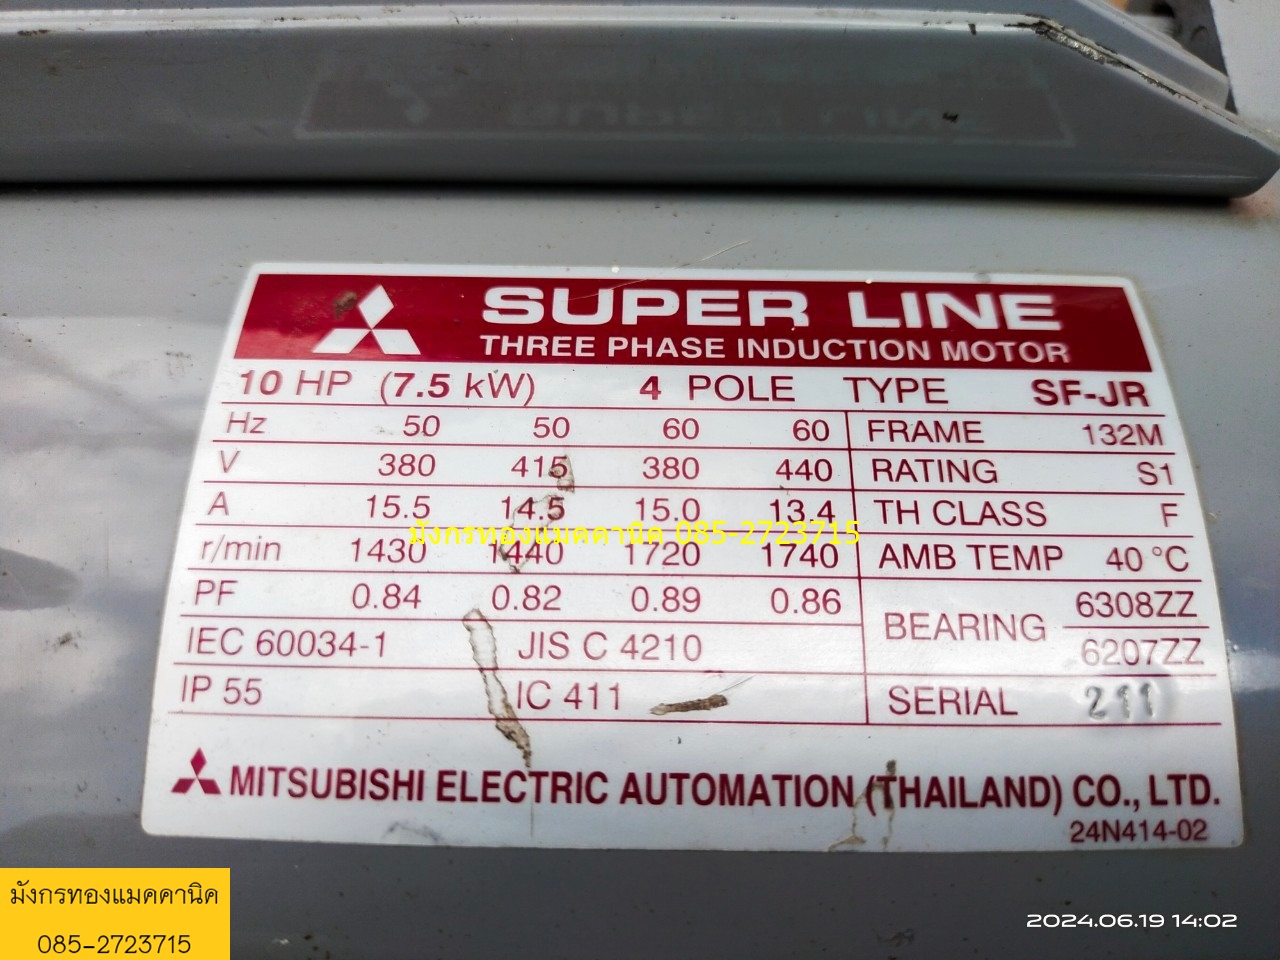 SUPER LINE
THREE PHASE INDUCTION MOTOR
10 HP (7.5 kW) 4 POLE TYPE SF-JR
Hz 50 50 60 60 FRAME 132M
V 380 415 380 440 RATING S1
A 15.5 14.5 15.0 13.4 TH CLASS F
มังกรทองแมคคานิค 085-2723715
r/min 1430 1440 1720 1740 AMB TEMP 40 °C
PF 0.84 0.82 0.89 0.86 BEARING 6308ZZ
6207ZZ
IEC 60034-1 JIS C 4210
IP 55 IC 411 SERIAL 211
MITSUBISHI ELECTRIC AUTOMATION (THAILAND) CO., LTD.
24N414-02
มังกรทองแมคคานิค
085-2723715
2024.06.19 14:02